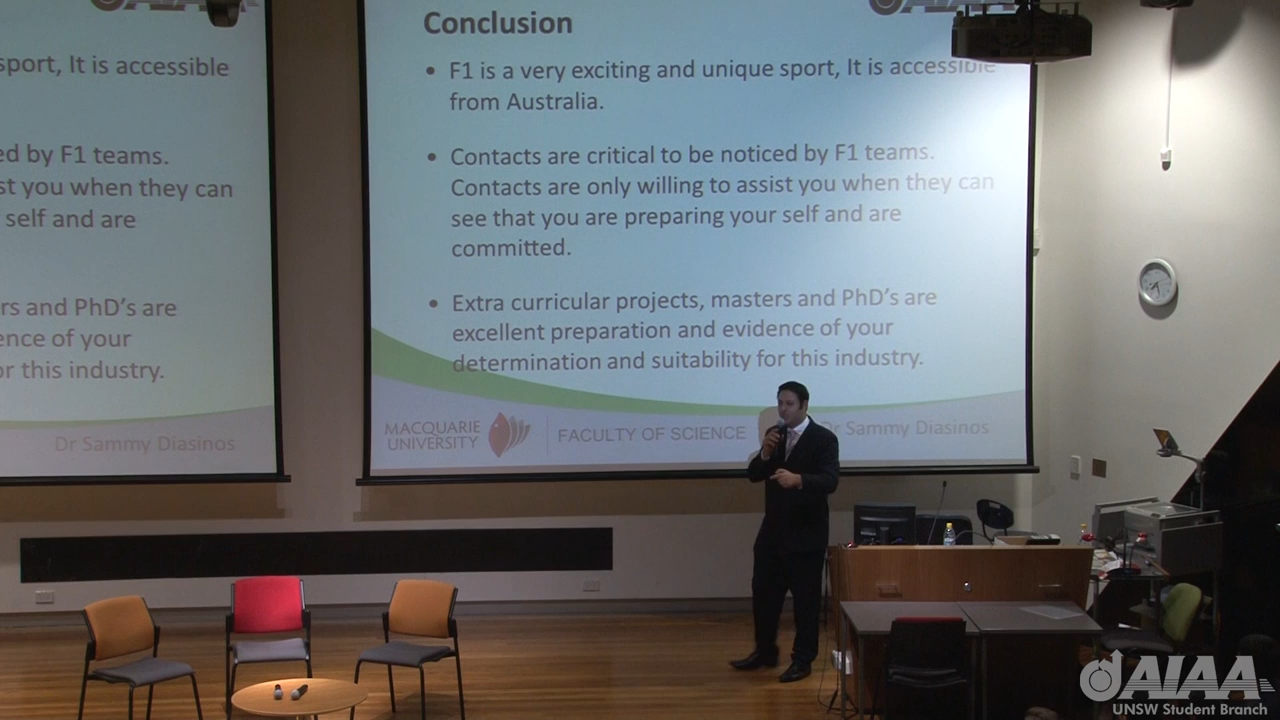 sport, It is accessible
ed by F1 teams.
st you when they can
self and are
rs and PhD's are
ence of your
or this industry.
Dr Sammy Diasinos
AIAA
Conclusion
• F1 is a very exciting and unique sport, It is accessible
from Australia.
• Contacts are critical to be noticed by F1 teams.
Contacts are only willing to assist you when they can
see that you are preparing your self and are
committed.
• Extra curricular projects, masters and PhD's are
excellent preparation and evidence of your
determination and suitability for this industry.
MACQUARIE
UNIVERSITY
FACULTY OF SCIENCE
Dr Sammy Diasinos
AIAA
UNSW Student Branch